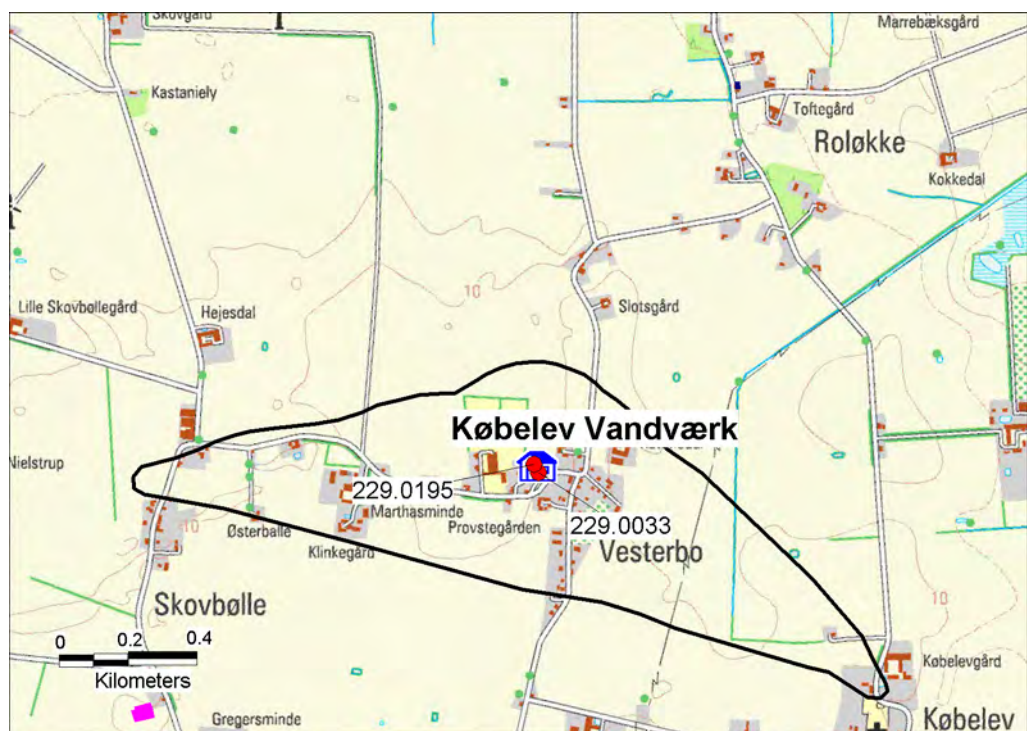 Skovgård
Marrebæksgård
Kastaniely
Toftegård
Roløkke
Kokkedal
10
Lille Skovbøllegård
Hejesdal
Slotsgård
Købelev Vandværk
Nielstrup
229.0195
Marthasminde
Provstegården
229.0033
Østerballe
10
Klinkegård
Vesterbo
10
Skovbølle
0 0.2 0.4
Kilometers
Købelevgård
Gregersminde
Købelev